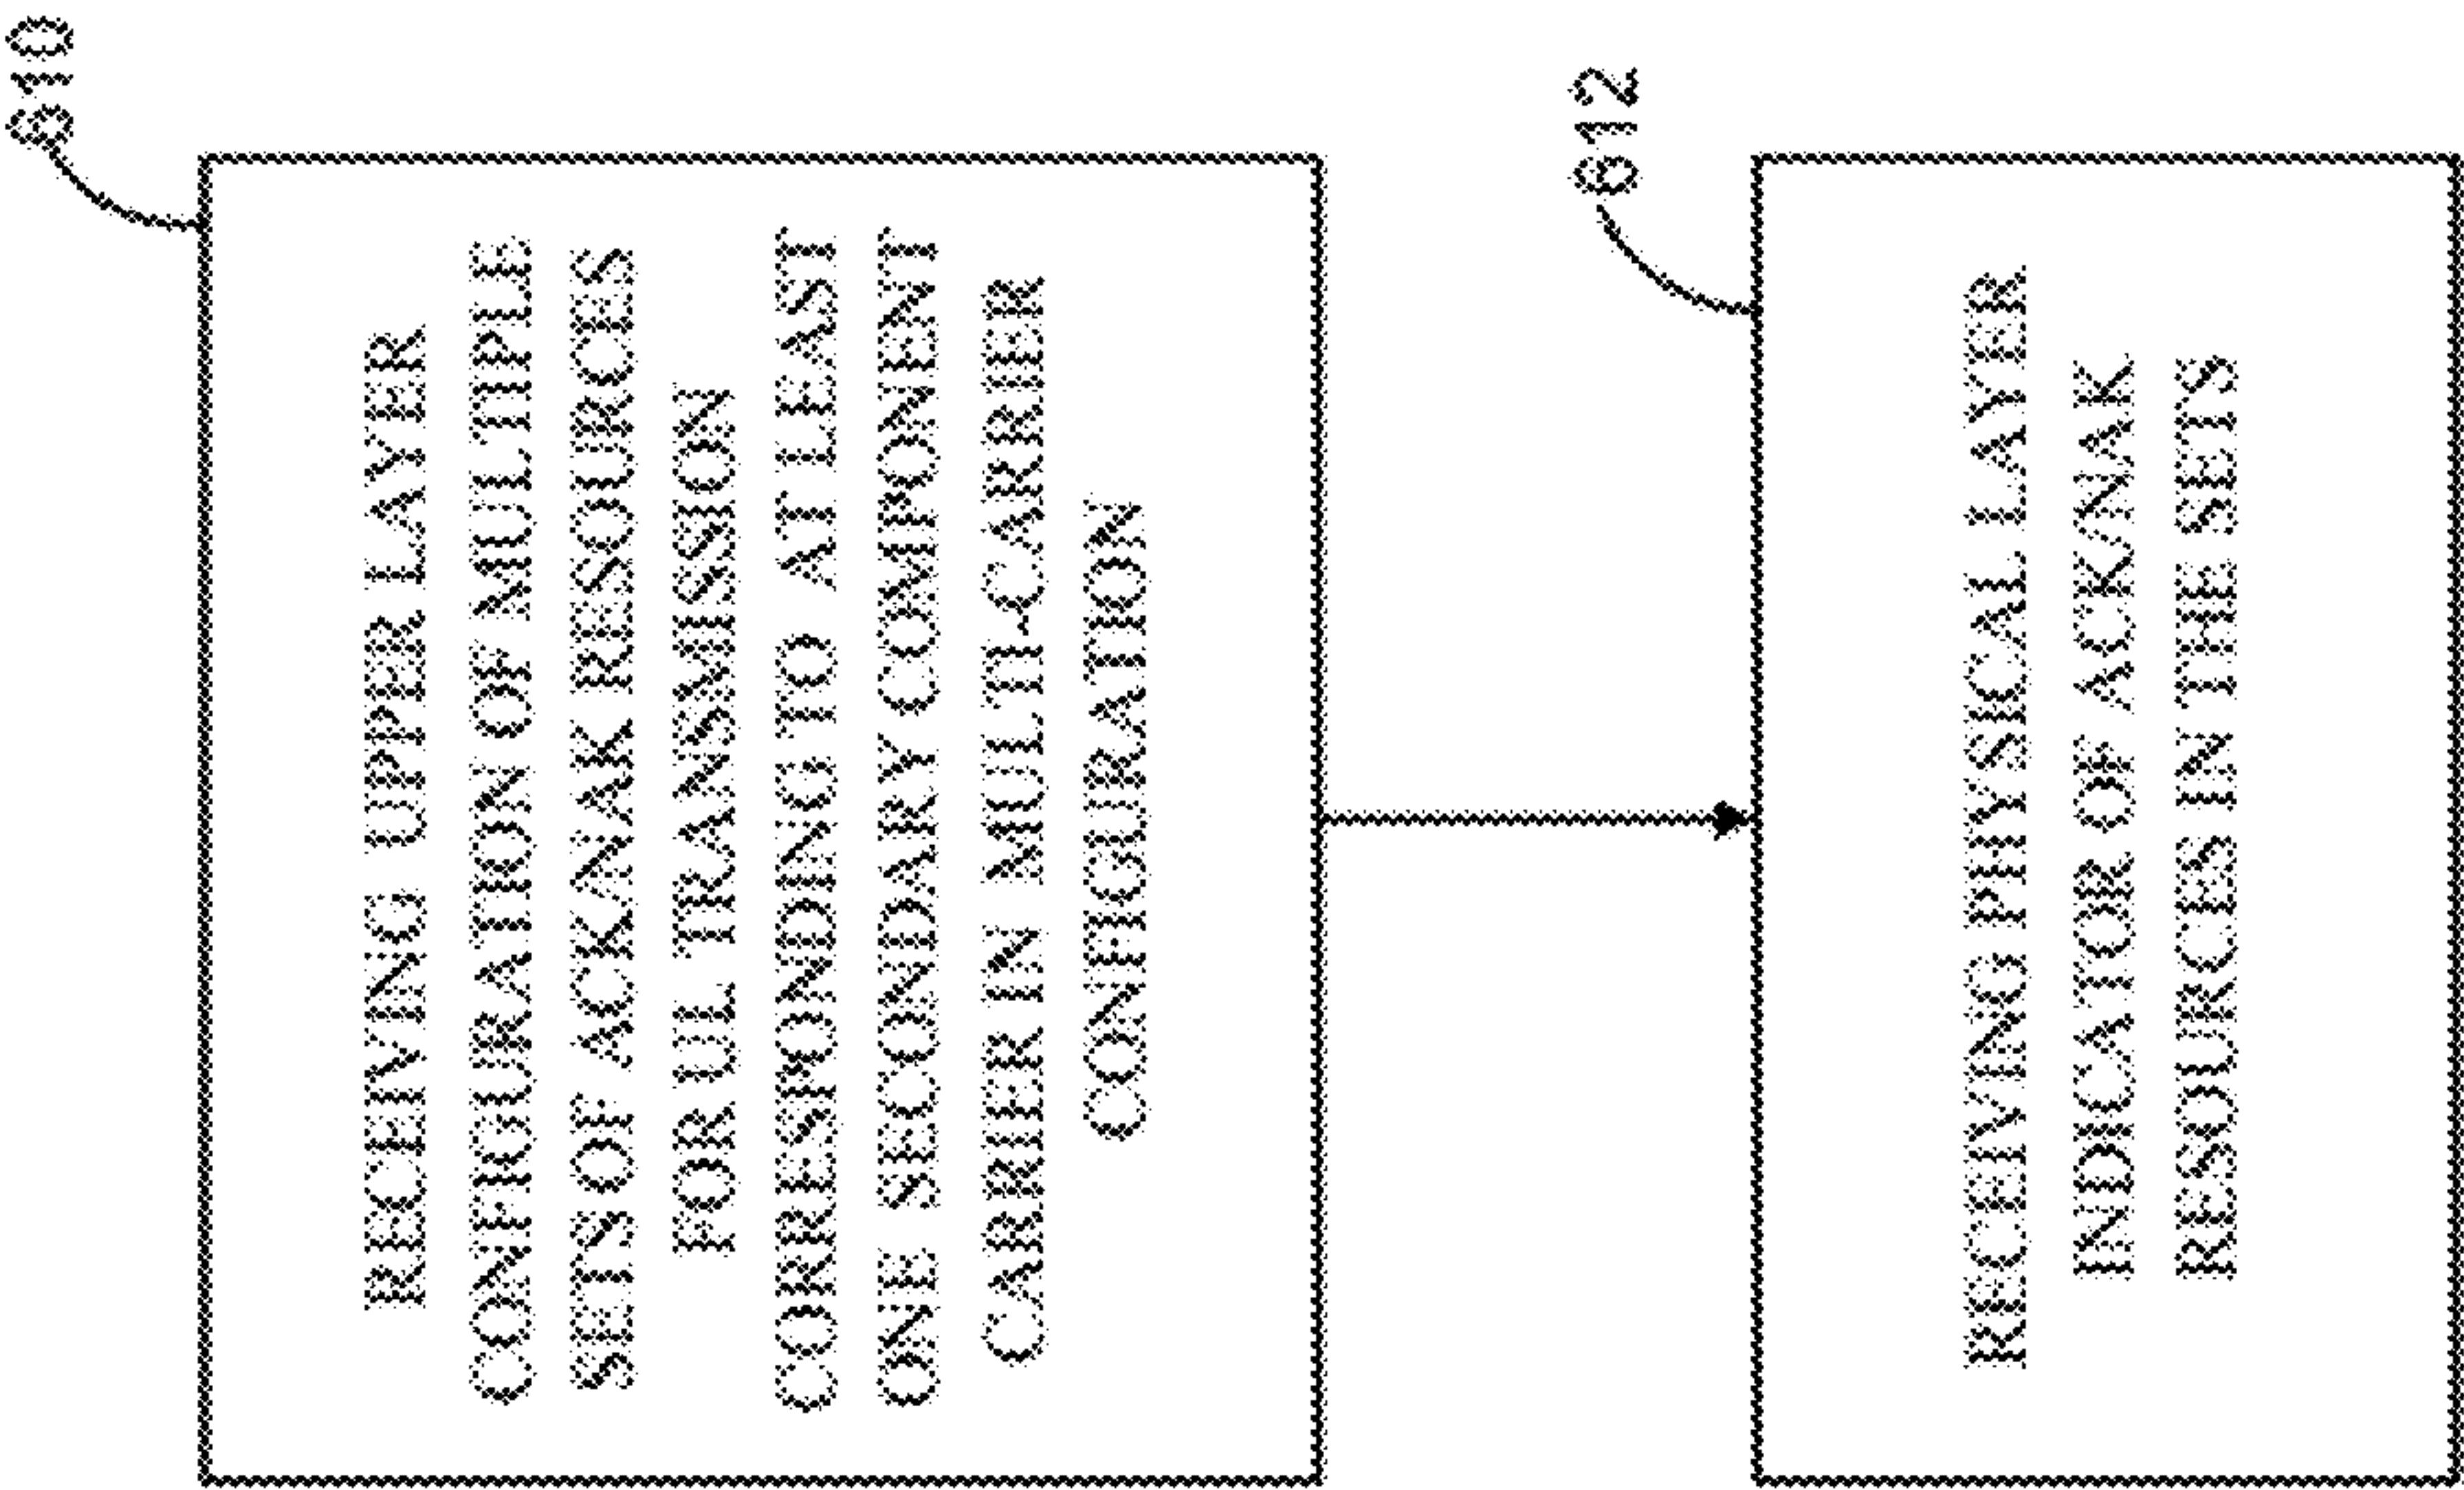 610
RECEIVING UPPER LAYER
CONFIGURATION OF MULTIPLE
SETS OF ACK/NAK RESOURCES
FOR UL TRANSMISSION
CORRESPONDING TO AT LEAST
ONE SECONDARY COMPONENT
CARRIER IN MULTI-CARRIER
CONFIGURATION
612
RECEIVING PHYSICAL LAYER
INDICATOR OF ACK/NAK
RESOURCES IN THE SETS